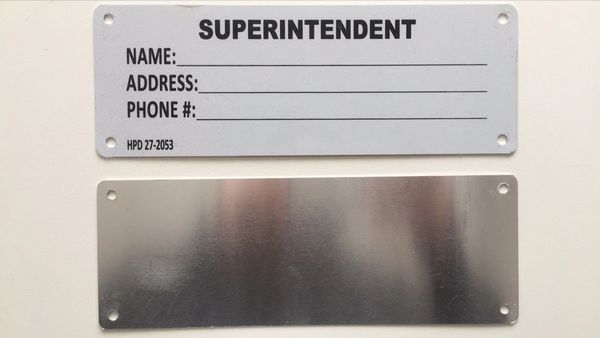 SUPERINTENDENT
NAME:
ADDRESS:
PHONE #:
HPD 27-2053